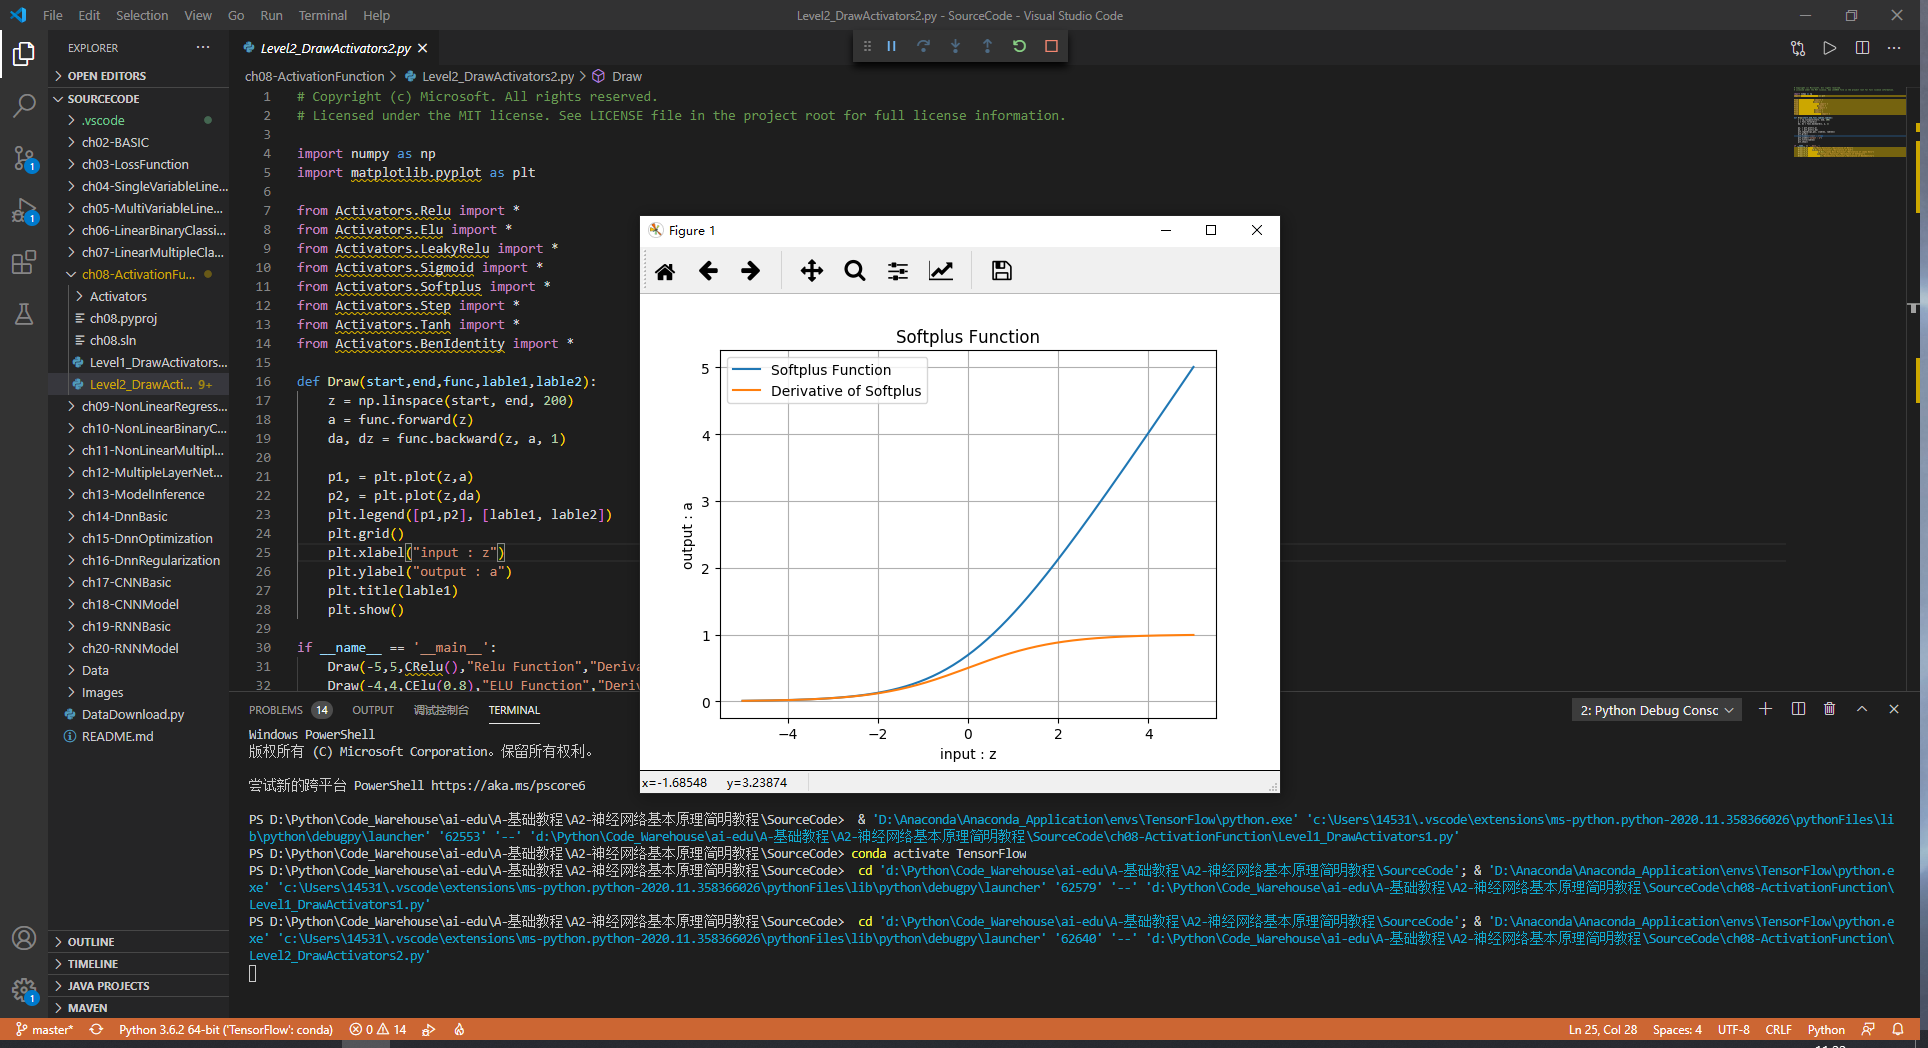 File Edit Selection View Go Run Terminal Help
Level2_DrawActivators2.py - SourceCode - Visual Studio Code
EXPLORER
OPEN EDITORS
SOURCECODE
.vscode
ch02-BASIC
ch03-LossFunction
ch04-SingleVariableLine...
ch05-MultiVariableLine...
ch06-LinearBinaryClassi...
ch07-LinearMultipleCla...
ch08-ActivationFu...
Activators
ch08.pyproj
ch08.sln
Level1_DrawActivators...
Level2_DrawActi... 9+
ch09-NonLinearRegress...
ch10-NonLinearBinaryC...
ch11-NonLinearMultipl...
ch12-MultipleLayerNet...
ch13-ModelInference
ch14-DnnBasic
ch15-DnnOptimization
ch16-DnnRegularization
ch17-CNNBasic
ch18-CNNModel
ch19-RNNBasic
ch20-RNNModel
Data
Images
DataDownload.py
README.md
OUTLINE
TIMELINE
JAVA PROJECTS
MAVEN
1
1
1
Level2_DrawActivators2.py
ch08-ActivationFunction > Level2_DrawActivators2.py > Draw
1 # Copyright (c) Microsoft. All rights reserved.
2 # Licensed under the MIT license. See LICENSE file in the project root for full license information.
3
4 import numpy as np
5 import matplotlib.pyplot as plt
6
7 from Activators.Relu import *
8 from Activators.Elu import *
9 from Activators.LeakyRelu import *
10 from Activators.Sigmoid import *
11 from Activators.Softplus import *
12 from Activators.Step import *
13 from Activators.Tanh import *
14 from Activators.BenIdentity import *
15
16 def Draw(start,end,func,lable1,lable2):
17 z = np.linspace(start, end, 200)
18 a = func.forward(z)
19 da, dz = func.backward(z, a, 1)
20
21 p1, = plt.plot(z,a)
22 p2, = plt.plot(z,da)
23 plt.legend([p1,p2], [lable1, lable2])
24 plt.grid()
25 plt.xlabel("input : z")
26 plt.ylabel("output : a")
27 plt.title(lable1)
28 plt.show()
29
30 if __name__ == '__main__':
31 Draw(-5,5,CRelu(),"Relu Function","Deriva
32 Draw(-4,4,CElu(0.8),"ELU Function","Deri
Figure 1
Softplus Function
Softplus Function
Derivative of Softplus
5
4
3
2
1
0
output : a
−4 −2 0 2 4
input : z
x=-1.68548 y=3.23874
PROBLEMS 14 OUTPUT 调试控制台 TERMINAL
2: Python Debug Consc
Windows PowerShell
版权所有 (C) Microsoft Corporation。保留所有权利。
尝试新的跨平台 PowerShell https://aka.ms/pscore6
PS D:\Python\Code_Warehouse\ai-edu\A-基础教程\A2-神经网络基本原理简明教程\SourceCode> & 'D:\Anaconda\Anaconda_Application\envs\TensorFlow\python.exe' 'c:\Users\14531\.vscode\extensions\ms-python.python-2020.11.358366026\pythonFiles\li
b\python\debugpy\launcher' '62553' '--' 'd:\Python\Code_Warehouse\ai-edu\A-基础教程\A2-神经网络基本原理简明教程\SourceCode\ch08-ActivationFunction\Level1_DrawActivators1.py'
PS D:\Python\Code_Warehouse\ai-edu\A-基础教程\A2-神经网络基本原理简明教程\SourceCode> conda activate TensorFlow
PS D:\Python\Code_Warehouse\ai-edu\A-基础教程\A2-神经网络基本原理简明教程\SourceCode> cd 'd:\Python\Code_Warehouse\ai-edu\A-基础教程\A2-神经网络基本原理简明教程\SourceCode'; & 'D:\Anaconda\Anaconda_Application\envs\TensorFlow\python.e
xe' 'c:\Users\14531\.vscode\extensions\ms-python.python-2020.11.358366026\pythonFiles\lib\python\debugpy\launcher' '62579' '--' 'd:\Python\Code_Warehouse\ai-edu\A-基础教程\A2-神经网络基本原理简明教程\SourceCode\ch08-ActivationFunction\
Level1_DrawActivators1.py'
PS D:\Python\Code_Warehouse\ai-edu\A-基础教程\A2-神经网络基本原理简明教程\SourceCode> cd 'd:\Python\Code_Warehouse\ai-edu\A-基础教程\A2-神经网络基本原理简明教程\SourceCode'; & 'D:\Anaconda\Anaconda_Application\envs\TensorFlow\python.e
xe' 'c:\Users\14531\.vscode\extensions\ms-python.python-2020.11.358366026\pythonFiles\lib\python\debugpy\launcher' '62640' '--' 'd:\Python\Code_Warehouse\ai-edu\A-基础教程\A2-神经网络基本原理简明教程\SourceCode\ch08-ActivationFunction\
Level2_DrawActivators2.py'
master* Python 3.6.2 64-bit ('TensorFlow': conda) 0 14
Ln 25, Col 28 Spaces: 4 UTF-8 CRLF Python